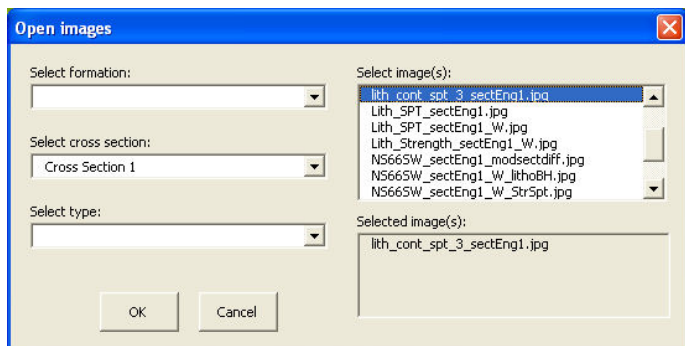 Open images
Select formation:
Select cross section:
Cross Section 1
Select type:
OK
Cancel
Select image(s):
lith_cont_spt_3_sectEng1.jpg
Lith_SPT_sectEng1.jpg
Lith_SPT_sectEng1_W.jpg
Lith_Strength_sectEng1_W.jpg
NS66SW_sectEng1_modsectdiff.jpg
NS66SW_sectEng1_W_lithoBH.jpg
NS66SW_sectEng1_W_StrSpt.jpg
Selected image(s):
lith_cont_spt_3_sectEng1.jpg